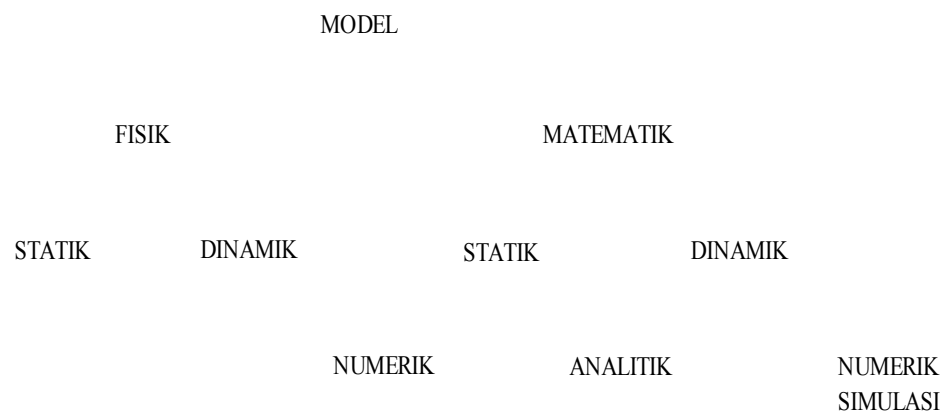 MODEL
FISIK MATEMATIK
STATIK DINAMIK STATIK DINAMIK
NUMERIK ANALITIK NUMERIK
SIMULASI